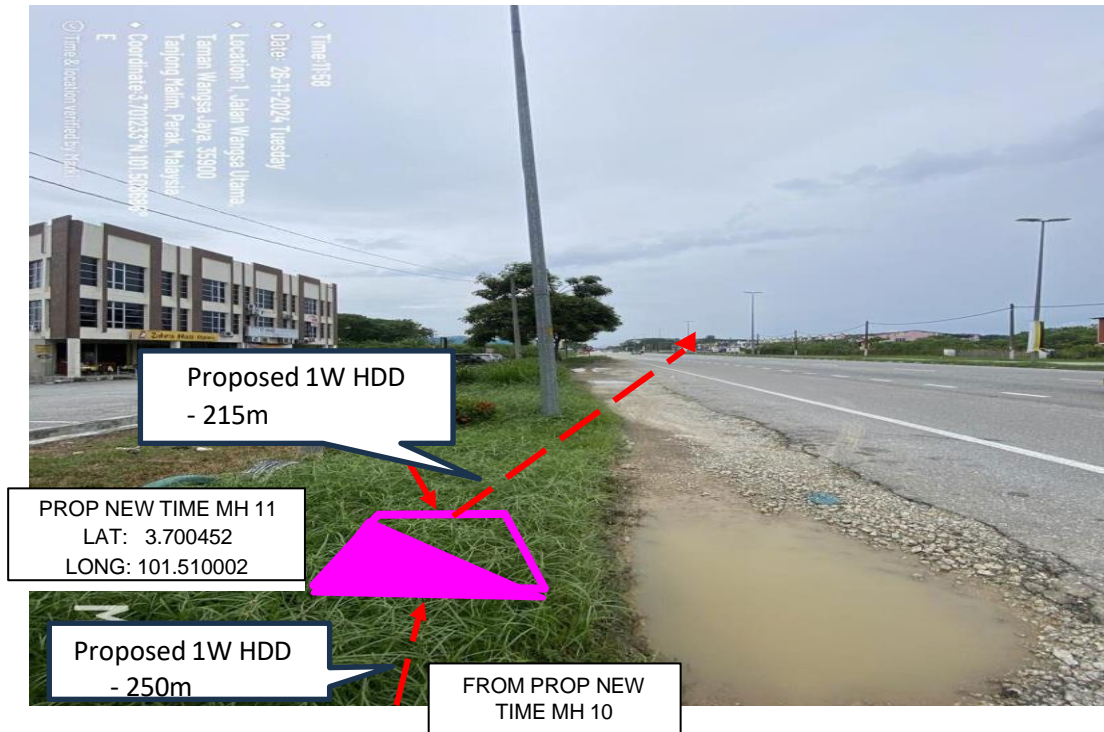 Time:11:58
Date: 26-11-2024 Tuesday
Location: 1, Jalan Wangsa Utama,
Taman Wangsa Jaya, 35900
Tanjong Malim, Perak, Malaysia
E
Time & location verified by
Proposed 1W HDD
- 215m
PROP NEW TIME MH 11
LAT: 3.700452
LONG: 101.510002
Proposed 1W HDD
- 250m
FROM PROP NEW
TIME MH 10